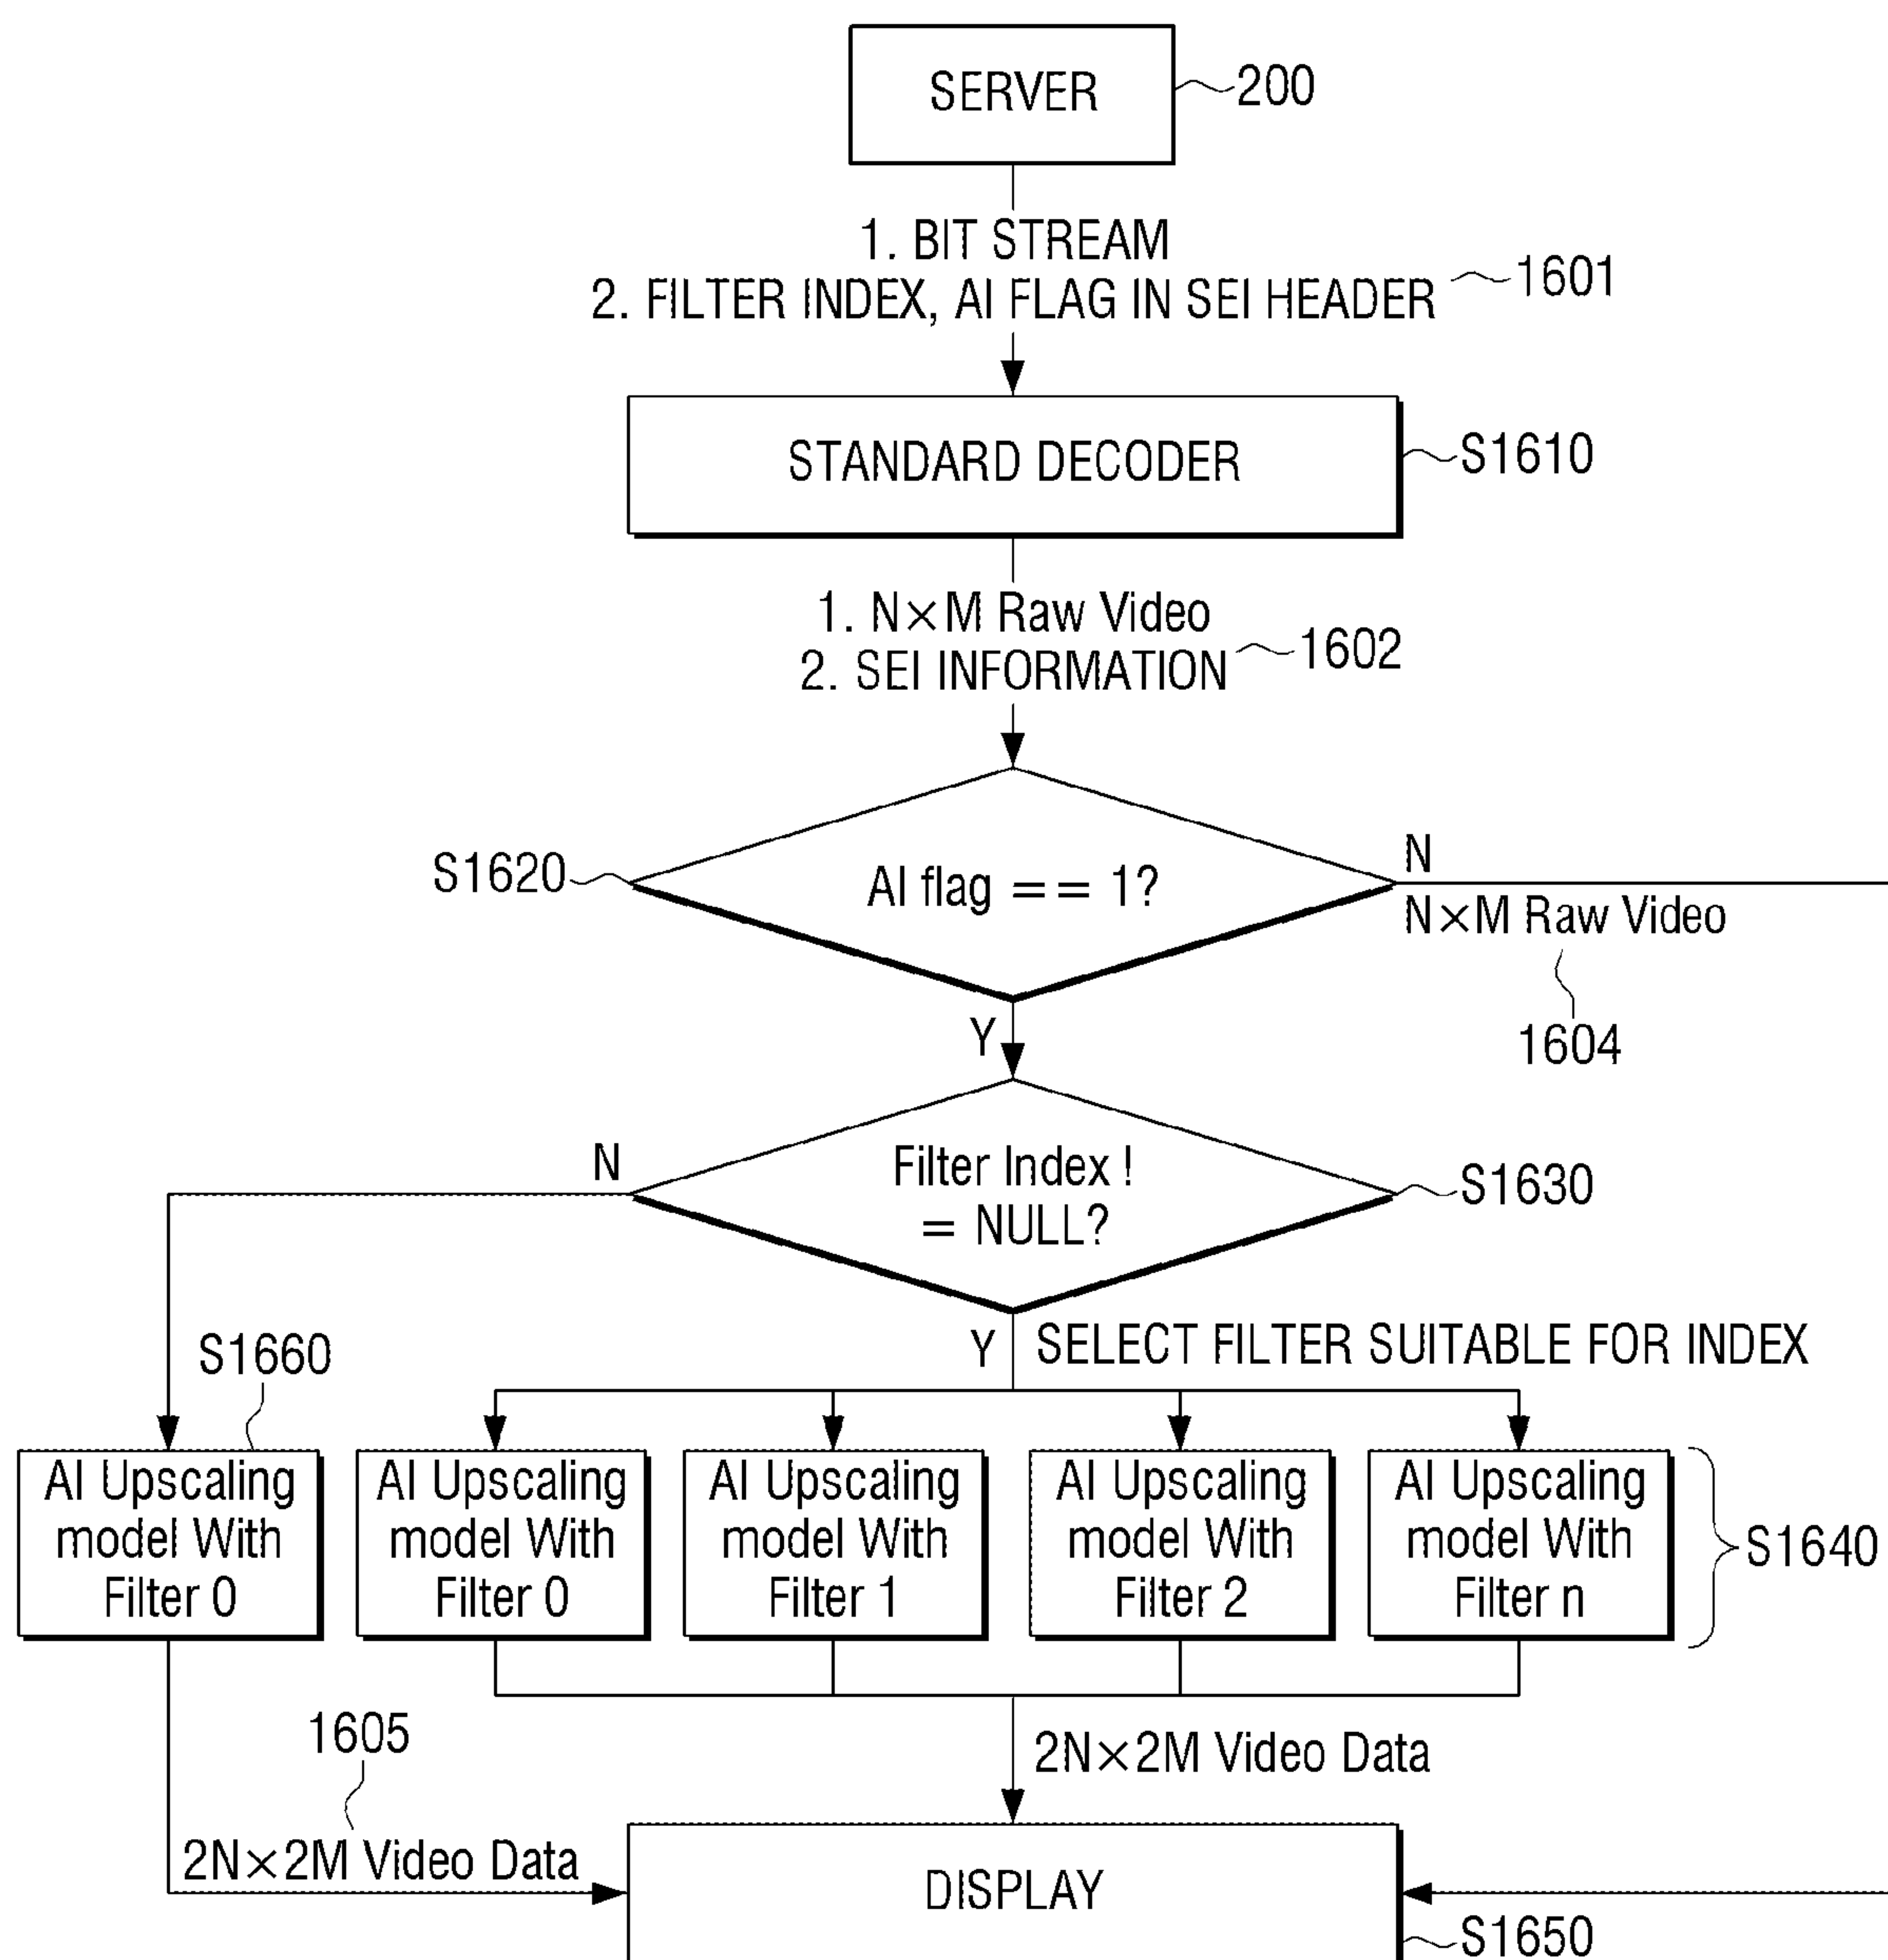 SERVER
200
1. BIT STREAM
2. FILTER INDEX, AI FLAG IN SEI HEADER
1601
STANDARD DECODER
S1610
1. N×M Raw Video
2. SEI INFORMATION
1602
S1620
AI flag == 1?
N
N×M Raw Video
1604
Y
N
Filter Index !
= NULL?
S1630
S1660
Y
SELECT FILTER SUITABLE FOR INDEX
AI Upscaling
model With
Filter 0
AI Upscaling
model With
Filter 0
AI Upscaling
model With
Filter 1
AI Upscaling
model With
Filter 2
AI Upscaling
model With
Filter n
S1640
1605
2N×2M Video Data
2N×2M Video Data
DISPLAY
S1650